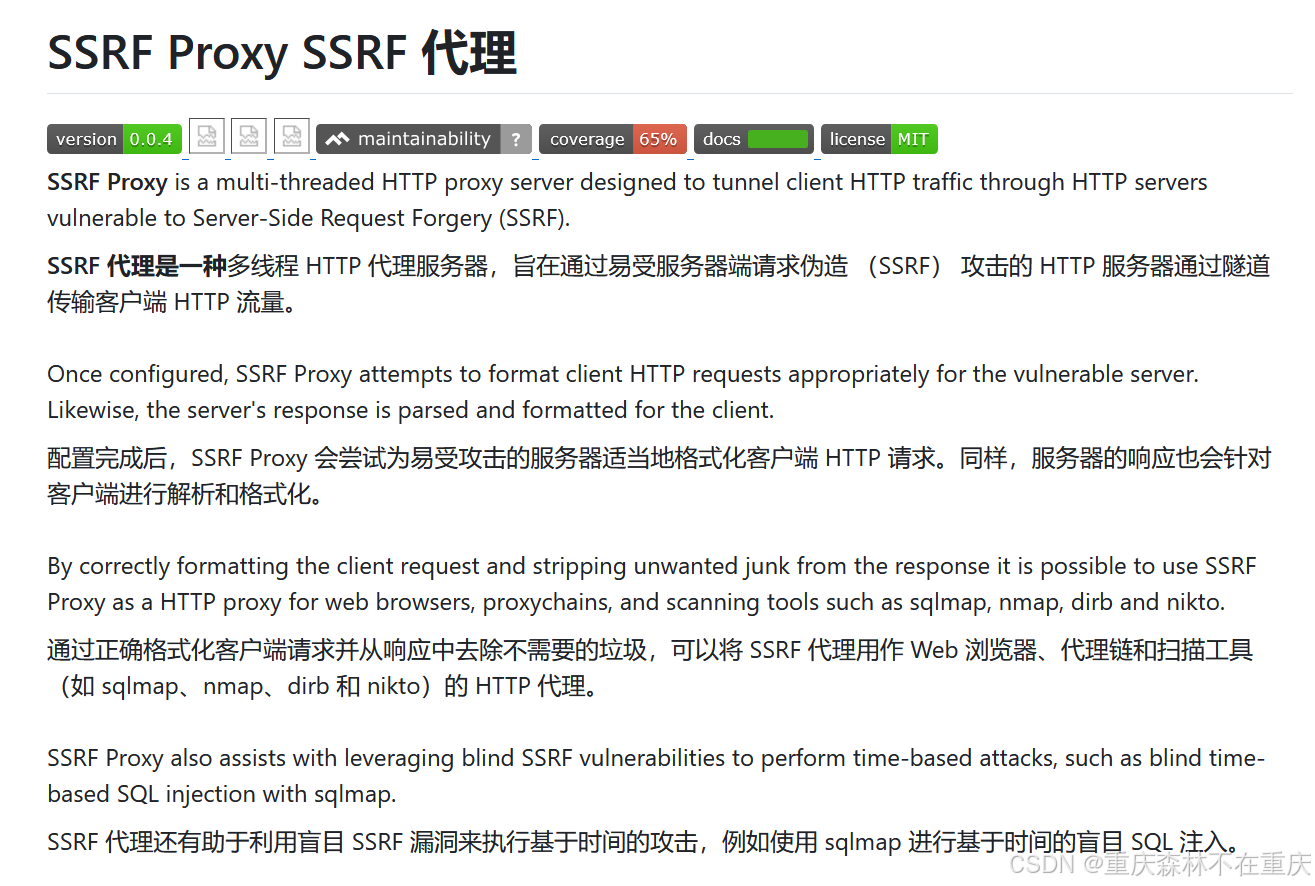 SSRF Proxy SSRF 代理
version 0.0.4 maintainability ? coverage 65% docs license MIT
SSRF Proxy is a multi-threaded HTTP proxy server designed to tunnel client HTTP traffic through HTTP servers
vulnerable to Server-Side Request Forgery (SSRF).
SSRF 代理是一种多线程 HTTP 代理服务器，旨在通过易受服务器端请求伪造 （SSRF） 攻击的 HTTP 服务器通过隧道
传输客户端 HTTP 流量。
Once configured, SSRF Proxy attempts to format client HTTP requests appropriately for the vulnerable server.
Likewise, the server's response is parsed and formatted for the client.
配置完成后，SSRF Proxy 会尝试为易受攻击的服务器适当地格式化客户端 HTTP 请求。同样，服务器的响应也会针对
客户端进行解析和格式化。
By correctly formatting the client request and stripping unwanted junk from the response it is possible to use SSRF
Proxy as a HTTP proxy for web browsers, proxychains, and scanning tools such as sqlmap, nmap, dirb and nikto.
通过正确格式化客户端请求并从响应中去除不需要的垃圾，可以将 SSRF 代理用作 Web 浏览器、代理链和扫描工具
（如 sqlmap、nmap、dirb 和 nikto）的 HTTP 代理。
SSRF Proxy also assists with leveraging blind SSRF vulnerabilities to perform time-based attacks, such as blind time-
based SQL injection with sqlmap.
SSRF 代理还有助于利用盲目 SSRF 漏洞来执行基于时间的攻击，例如使用 sqlmap 进行基于时间的盲目 SQL 注入。
CSDN @重庆森林不在重庆